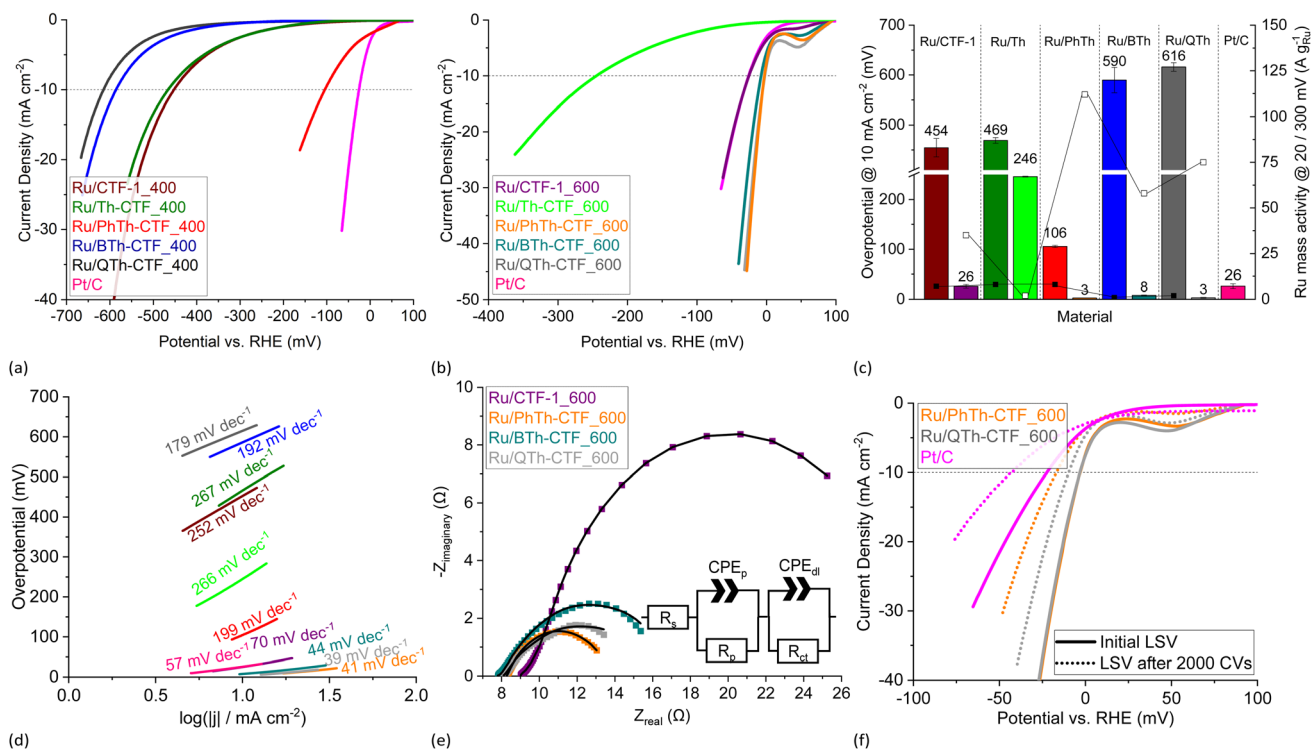 Current Density (mA cm⁻²)
0
-10
-20
-30
-40
-700 -600 -500 -400 -300 -200 -100 0 100
Potential vs. RHE (mV)
Ru/CTF-1_400
Ru/Th-CTF_400
Ru/PhTh-CTF_400
Ru/BTh-CTF_400
Ru/QTh-CTF_400
Pt/C
(a)
Current Density (mA cm⁻²)
0
-10
-20
-30
-40
-50
-400 -300 -200 -100 0 100
Potential vs. RHE (mV)
Ru/CTF-1_600
Ru/Th-CTF_600
Ru/PhTh-CTF_600
Ru/BTh-CTF_600
Ru/QTh-CTF_600
Pt/C
(b)
Overpotential @ 10 mA cm⁻² (mV)
700
600
500
200
100
0
Ru/CTF-1 Ru/Th Ru/PhTh Ru/BTh Ru/QTh Pt/C
454 26 469 246 106 3 590 8 616 3 26
150
125
100
75
50
25
0
Ru mass activity @ 20 / 300 mV (A g⁻¹Ru)
Material
(c)
Overpotential (mV)
700
600
500
400
300
200
100
0
179 mV dec⁻¹
192 mV dec⁻¹
267 mV dec⁻¹
252 mV dec⁻¹
266 mV dec⁻¹
199 mV dec⁻¹
70 mV dec⁻¹
57 mV dec⁻¹
44 mV dec⁻¹
39 mV dec⁻¹
41 mV dec⁻¹
0.0 0.5 1.0 1.5 2.0
log(|j| / mA cm⁻²)
(d)
-Zimaginary (Ω)
10
8
6
4
2
0
Ru/CTF-1_600
Ru/PhTh-CTF_600
Ru/BTh-CTF_600
Ru/QTh-CTF_600
CPEp CPEdl
Rs
Rp Rct
8 10 12 14 16 18 20 22 24 26
Zreal (Ω)
(e)
Current Density (mA cm⁻²)
0
-10
-20
-30
-40
Ru/PhTh-CTF_600
Ru/QTh-CTF_600
Pt/C
Initial LSV
LSV after 2000 CVs
-100 -50 0 50 100
Potential vs. RHE (mV)
(f)